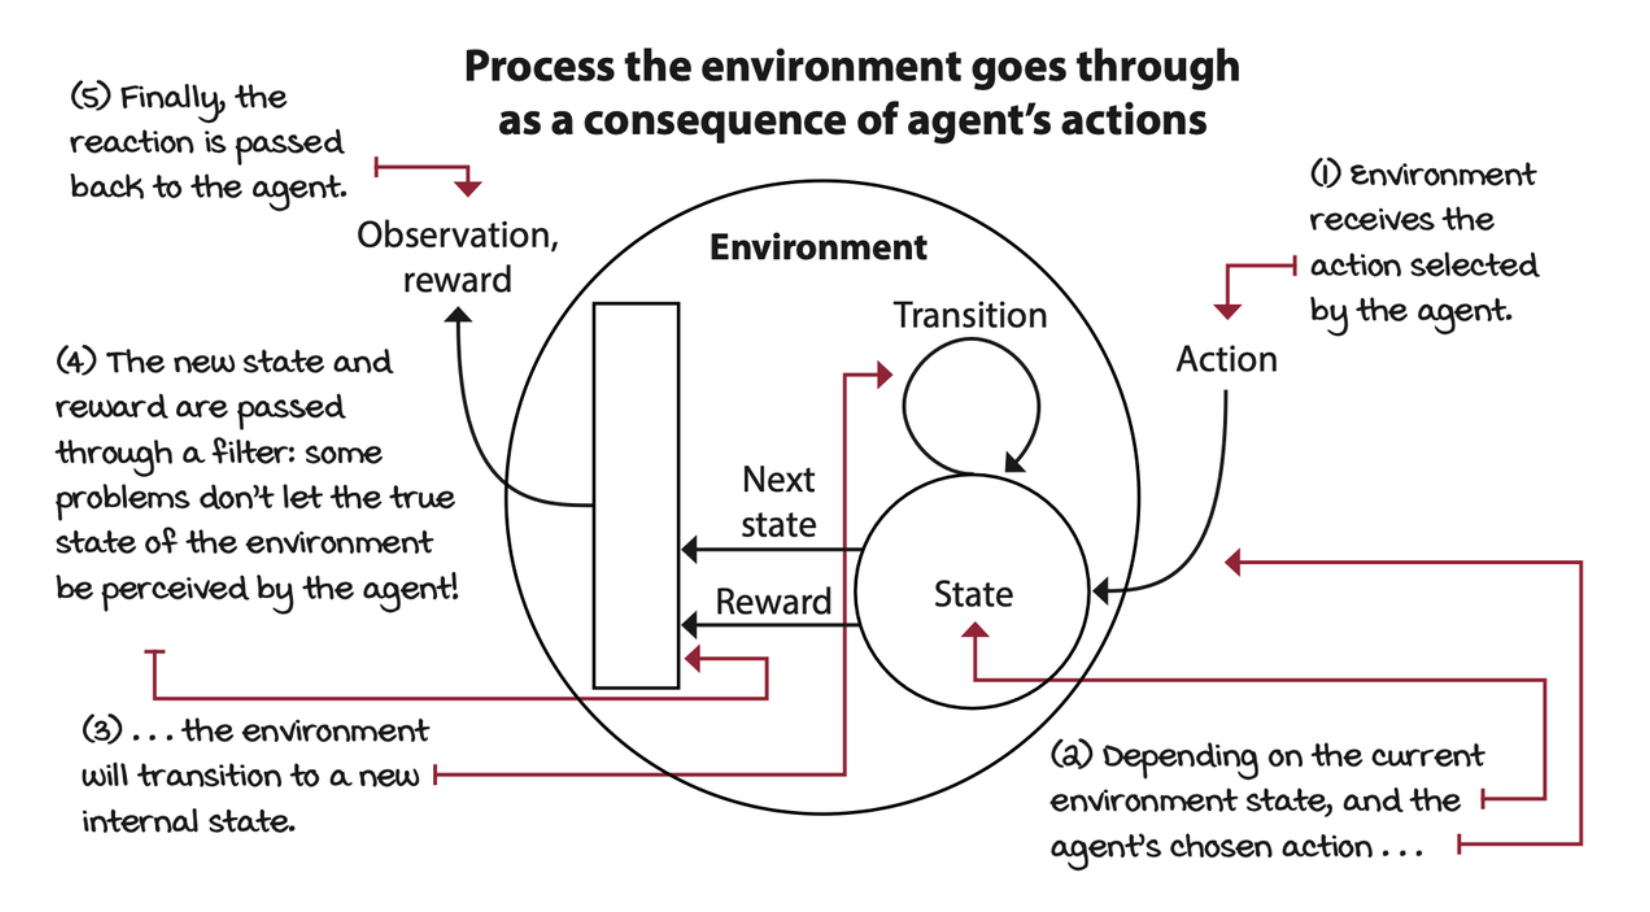 Process the environment goes through
as a consequence of agent's actions
(5) Finally, the
reaction is passed
back to the agent.
Observation,
reward
(1) Environment
receives the
action selected
by the agent.
Action
Environment
Transition
(4) The new state and
reward are passed
through a filter: some
problems don't let the true
state of the environment
be perceived by the agent!
Next
state
Reward
State
(3) ... the environment
will transition to a new
internal state.
(2) Depending on the current
environment state, and the
agent's chosen action ...